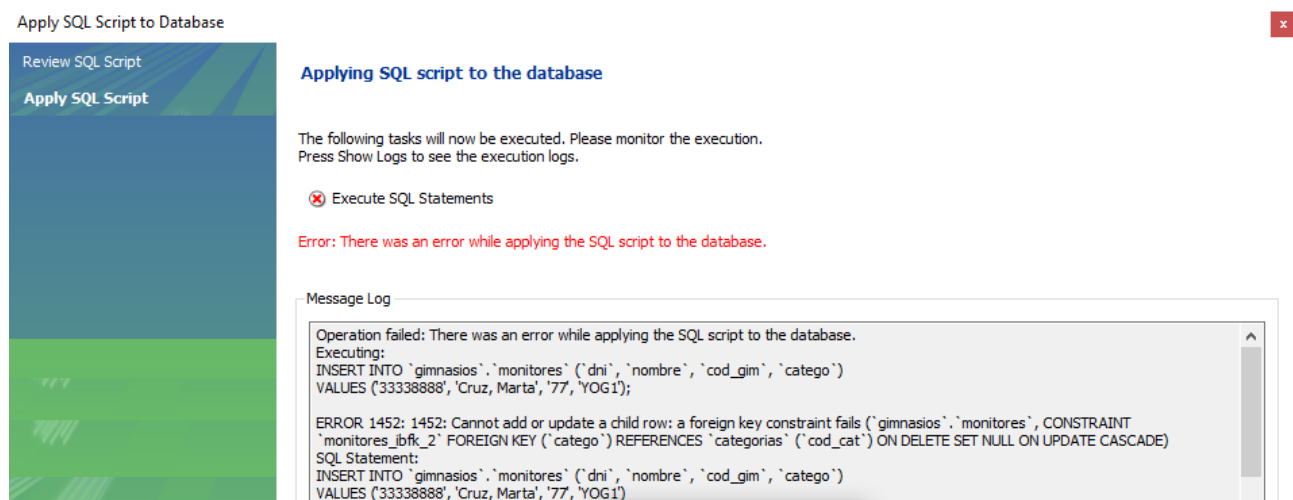 Apply SQL Script to Database
x
Review SQL Script
Apply SQL Script
Applying SQL script to the database
The following tasks will now be executed. Please monitor the execution.
Press Show Logs to see the execution logs.
Execute SQL Statements
Error: There was an error while applying the SQL script to the database.
Message Log
Operation failed: There was an error while applying the SQL script to the database.
Executing:
INSERT INTO `gimnasios`.`monitores` (`dni`, `nombre`, `cod_gim`, `catego`)
VALUES ('33338888', 'Cruz, Marta', '77', 'YOG1');
ERROR 1452: 1452: Cannot add or update a child row: a foreign key constraint fails (`gimnasios`.`monitores`, CONSTRAINT
`monitores_ibfk_2` FOREIGN KEY (`catego`) REFERENCES `categorias` (`cod_cat`) ON DELETE SET NULL ON UPDATE CASCADE)
SQL Statement:
INSERT INTO `gimnasios`.`monitores` (`dni`, `nombre`, `cod_gim`, `catego`)
VALUES ('33338888', 'Cruz, Marta', '77', 'YOG1')